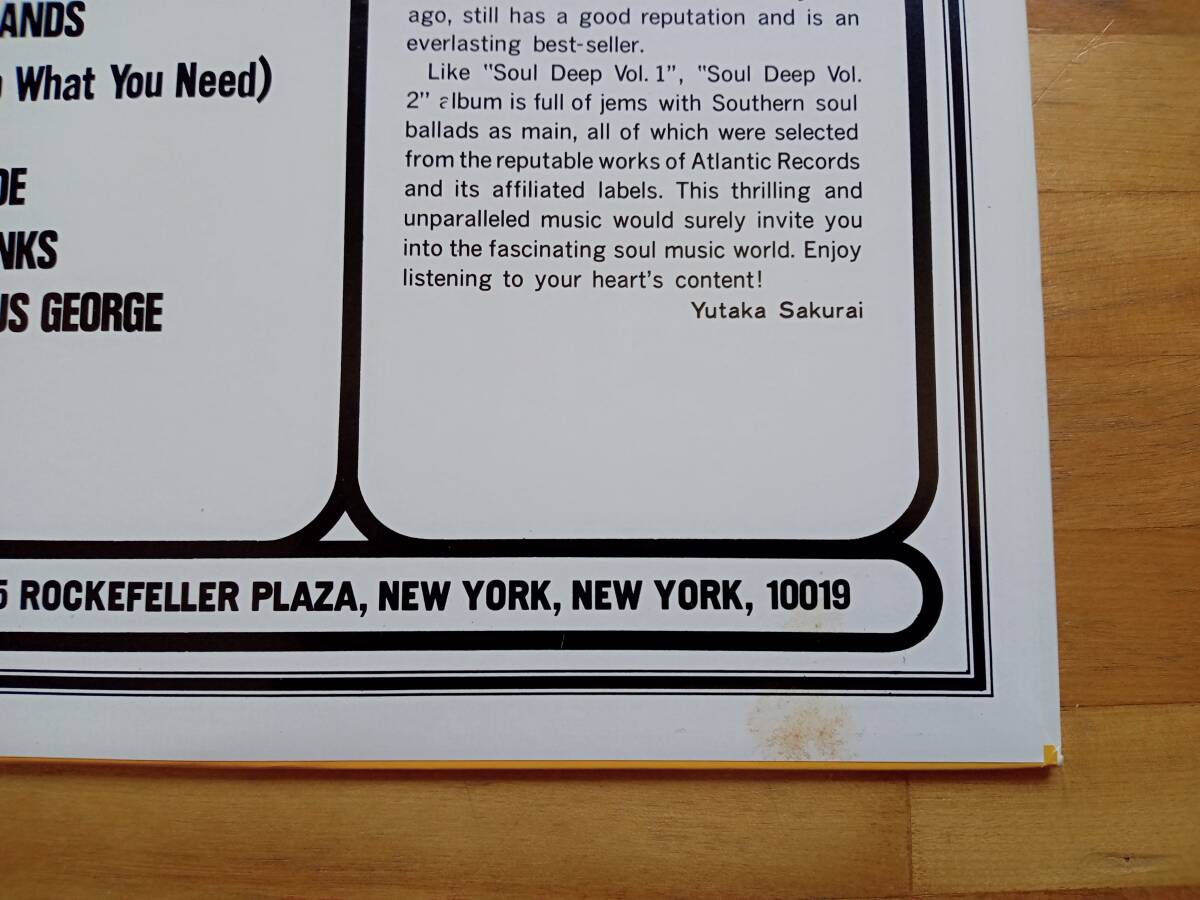 ANDS
What You Need)
DE
NKS
US GEORGE
ago, still has a good reputation and is an
everlasting best-seller.
Like "Soul Deep Vol. 1", "Soul Deep Vol.
2" album is full of jems with Southern soul
ballads as main, all of which were selected
from the reputable works of Atlantic Records
and its affiliated labels. This thrilling and
unparalleled music would surely invite you
into the fascinating soul music world. Enjoy
listening to your heart's content!
Yutaka Sakurai
5 ROCKEFELLER PLAZA, NEW YORK, NEW YORK, 10019